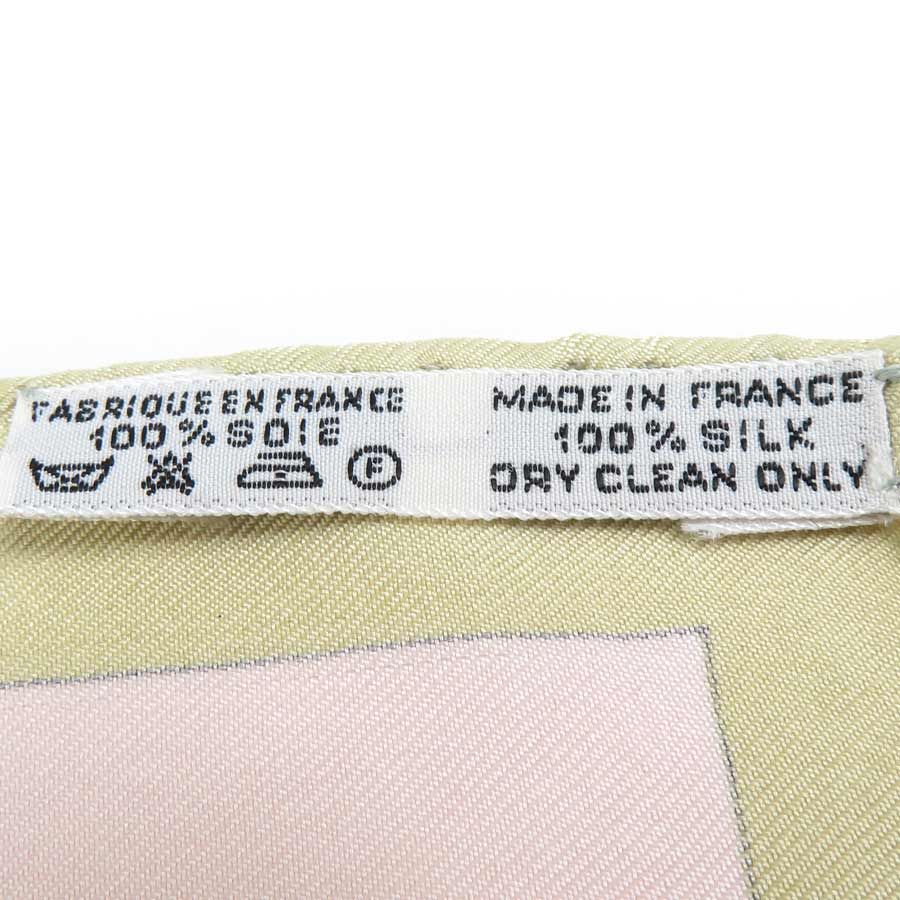 FABRIQUE EN FRANCE
100% SOIE
F
MADE IN FRANCE
100% SILK
DRY CLEAN ONLY